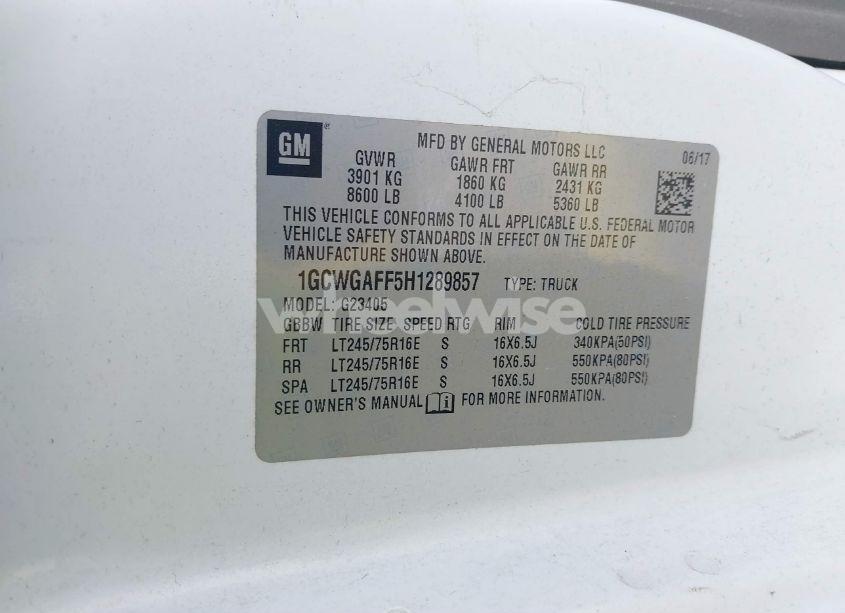 GM®
MFD BY GENERAL MOTORS LLC
06/17
GVWR GAWR FRT GAWR RR
3901 KG 1860 KG 2431 KG
8600 LB 4100 LB 5360 LB
THIS VEHICLE CONFORMS TO ALL APPLICABLE U.S. FEDERAL MOTOR
VEHICLE SAFETY STANDARDS IN EFFECT ON THE DATE OF
MANUFACTURE SHOWN ABOVE.
1GCWGAFF5H1289857 TYPE: TRUCK
MODEL: G23405
wheelwise
GBBW TIRE SIZE SPEED RTG RIM COLD TIRE PRESSURE
FRT LT245/75R16E S 16X6.5J 340KPA(50PSI)
RR LT245/75R16E S 16X6.5J 550KPA(80PSI)
SPA LT245/75R16E S 16X6.5J 550KPA(80PSI)
SEE OWNER'S MANUAL FOR MORE INFORMATION.